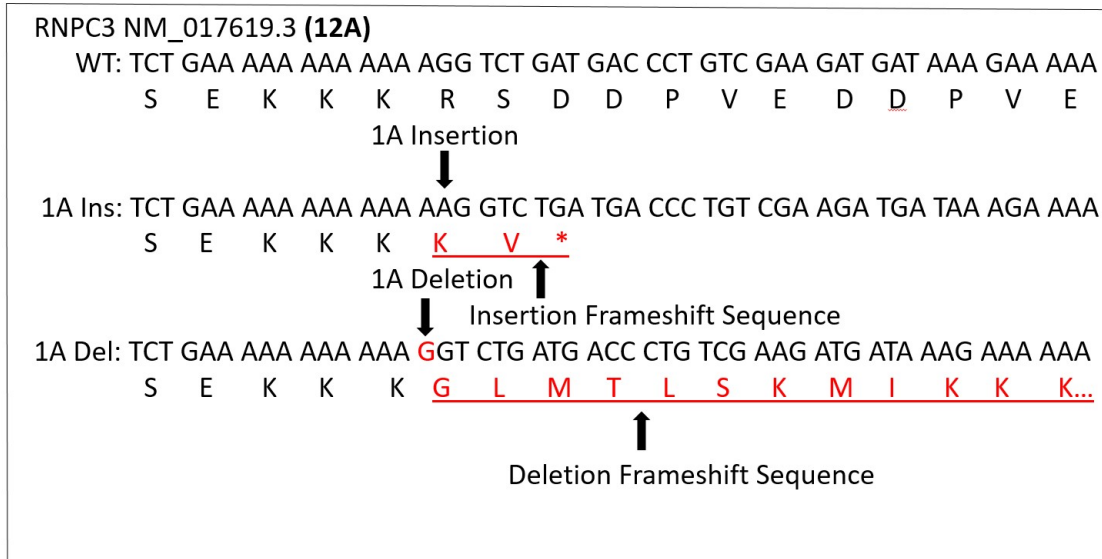 RNPC3 NM_017619.3 (12A)
WT: TCT GAA AAA AAA AAA AGG TCT GAT GAC CCT GTC GAA GAT GAT AAA GAA AAA
S E K K K R S D D P V E D D P V E
1A Insertion
1A Ins: TCT GAA AAA AAA AAA AAG GTC TGA TGA CCC TGT CGA AGA TGA TAA AGA AAA
S E K K K K V *
1A Deletion
Insertion Frameshift Sequence
1A Del: TCT GAA AAA AAA AAA GGT CTG ATG ACC CTG TCG AAG ATG ATA AAG AAA AAA
S E K K K G L M T L S K M I K K K...
Deletion Frameshift Sequence